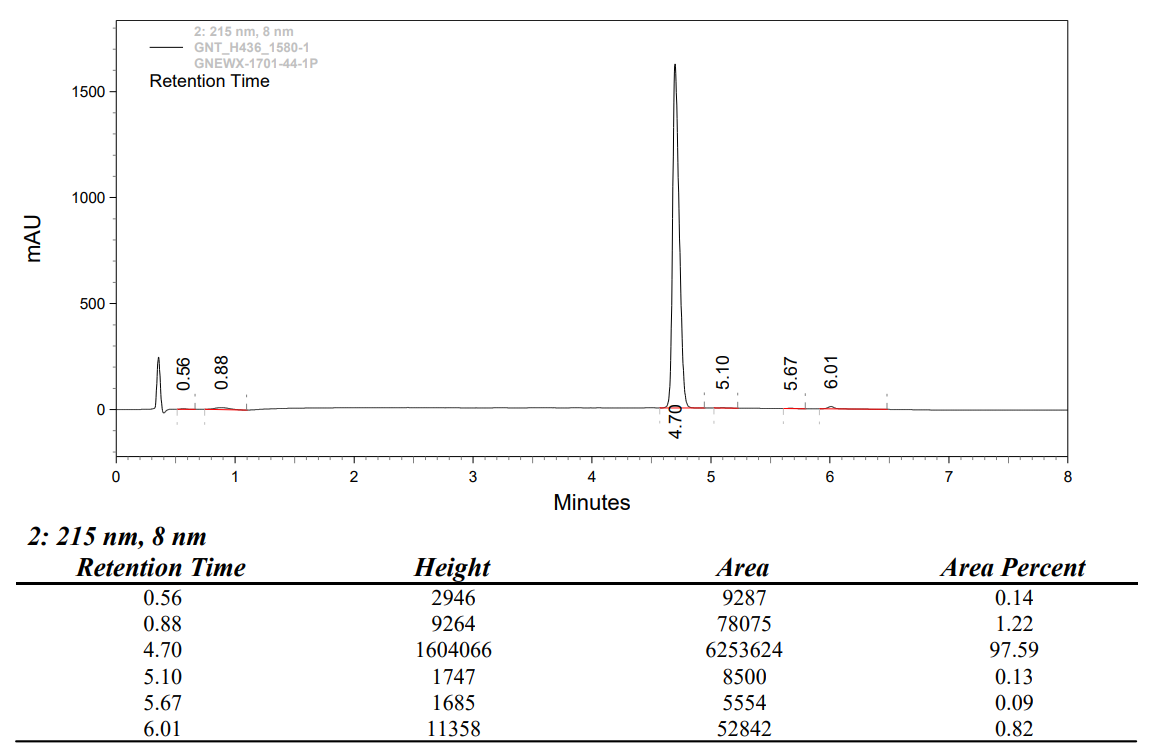 2: 215 nm, 8 nm
GNT_H436_1580-1
GNEWX-1701-44-1P
Retention Time
1500
1000
500
0
mAU
0.56
0.88
4.70
5.10
5.67
6.01
0 1 2 3 4 5 6 7 8
Minutes
2: 215 nm, 8 nm
Retention Time Height Area Area Percent
0.56 2946 9287 0.14
0.88 9264 78075 1.22
4.70 1604066 6253624 97.59
5.10 1747 8500 0.13
5.67 1685 5554 0.09
6.01 11358 52842 0.82